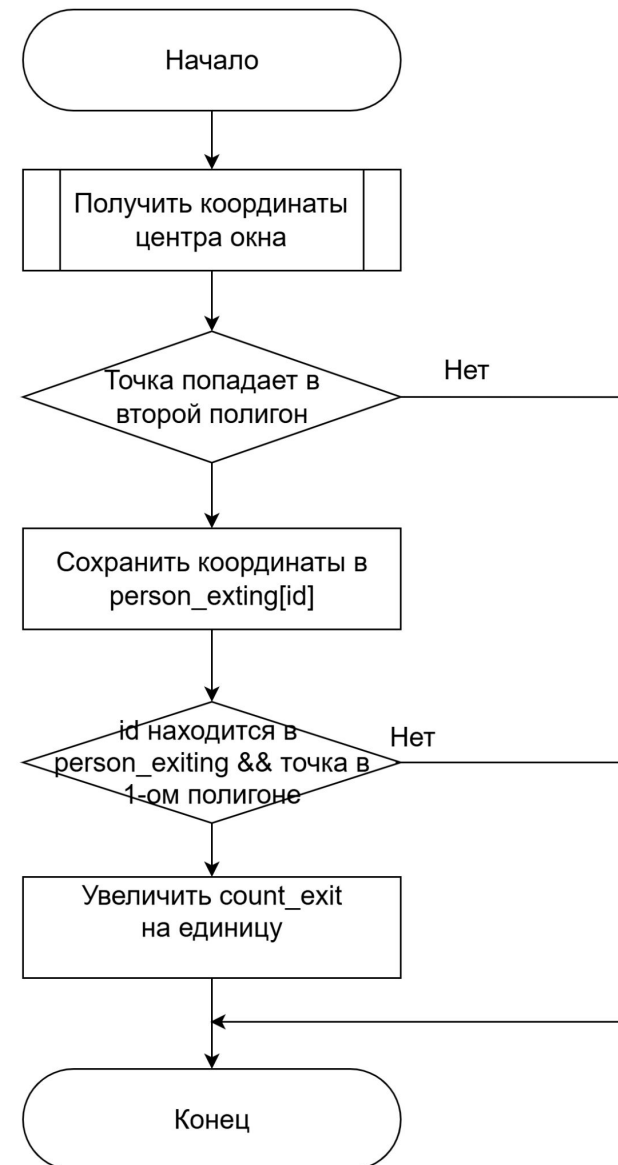 Начало
Получить координаты
центра окна
Точка попадает в
второй полигон
Нет
Сохранить координаты в
person_exting[id]
id находится в
person_exiting && точка в
1-ом полигоне
Нет
Увеличить count_exit
на единицу
Конец